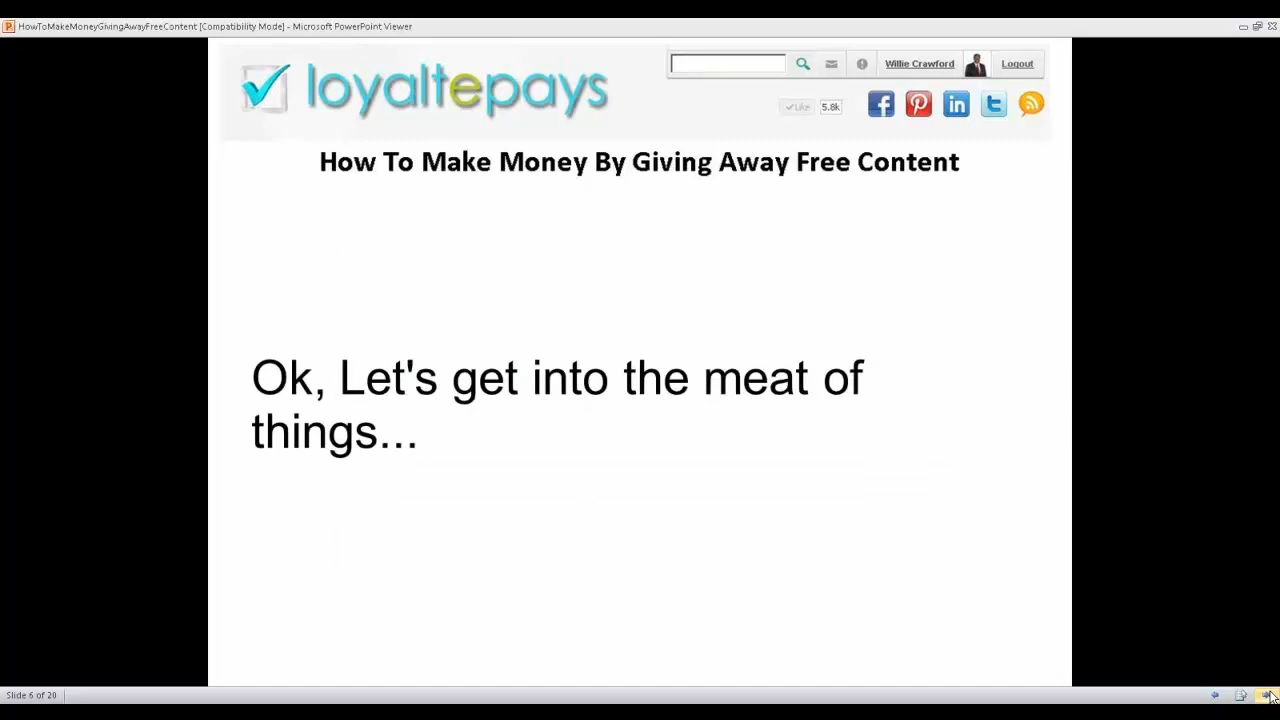 HowToMakeMoneyGivingAwayFreeContent [Compatibility Mode] - Microsoft PowerPoint Viewer
loyaltepays
Willie Crawford
Logout
Like 5.8k
How To Make Money By Giving Away Free Content
Ok, Let's get into the meat of
things...
Slide 6 of 20